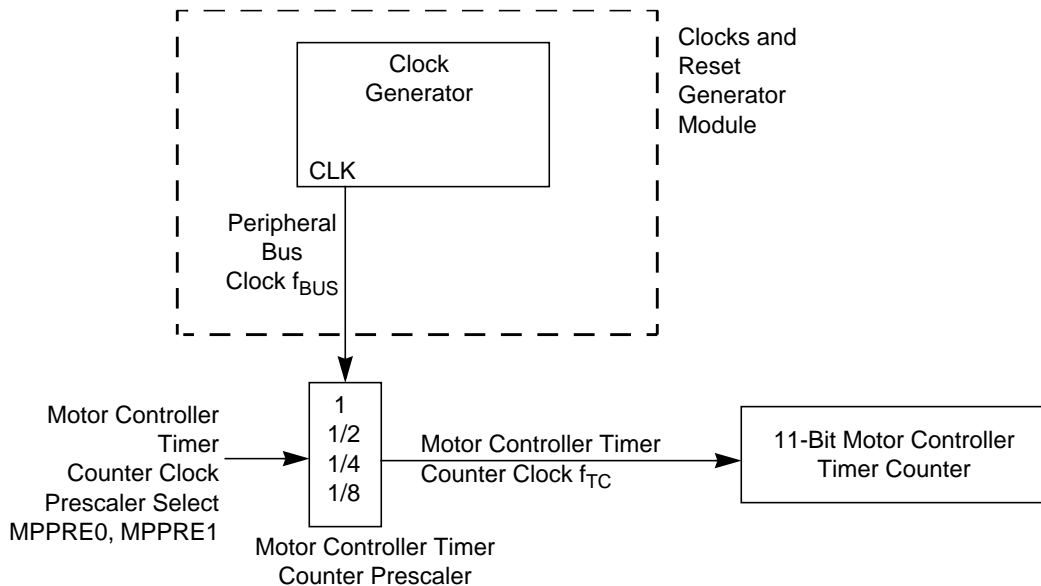 Clock
Generator
CLK
Clocks and
Reset
Generator
Module
Peripheral
Bus
Clock fBUS
Motor Controller
Timer
Counter Clock
Prescaler Select
MPPRE0, MPPRE1
1
1/2
1/4
1/8
Motor Controller Timer
Counter Prescaler
Motor Controller Timer
Counter Clock fTC
11-Bit Motor Controller
Timer Counter